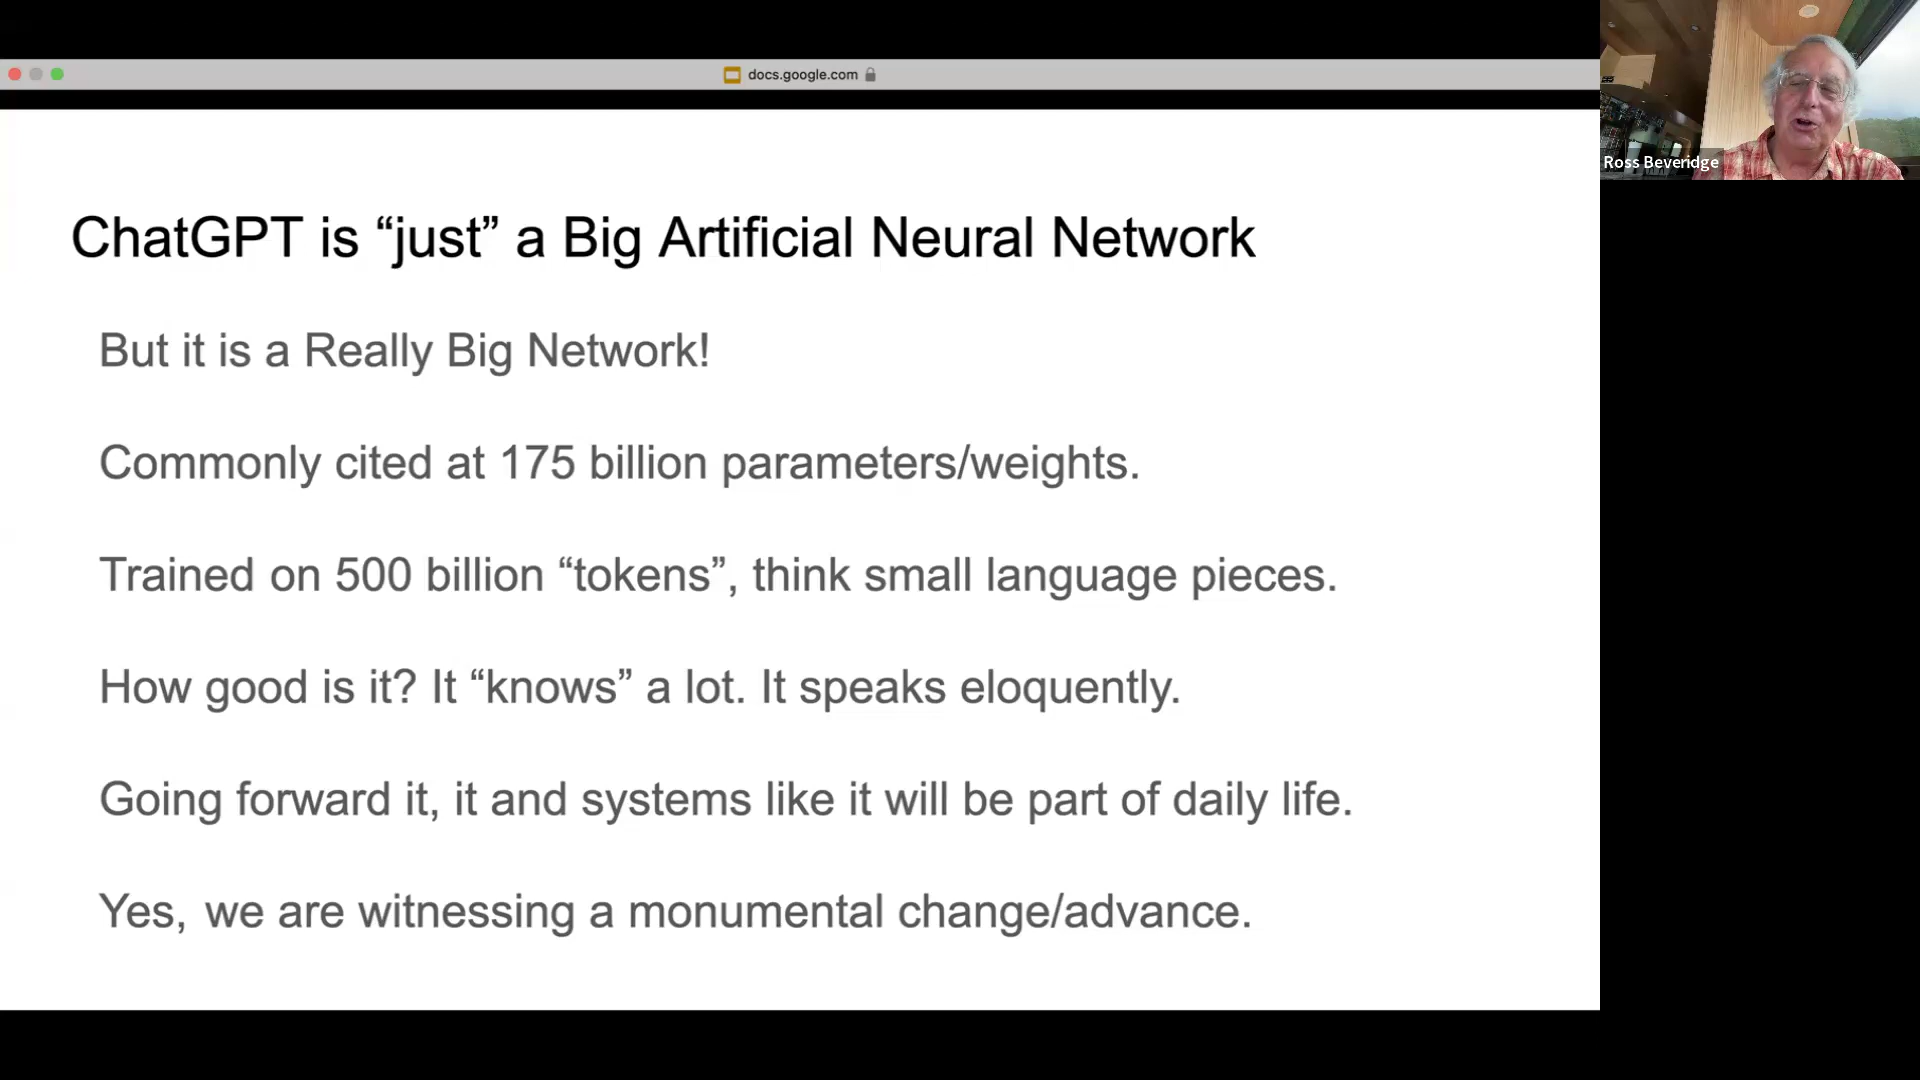 docs.google.com
Ross Beveridge
ChatGPT is “just” a Big Artificial Neural Network
But it is a Really Big Network!
Commonly cited at 175 billion parameters/weights.
Trained on 500 billion “tokens”, think small language pieces.
How good is it? It “knows” a lot. It speaks eloquently.
Going forward it, it and systems like it will be part of daily life.
Yes, we are witnessing a monumental change/advance.